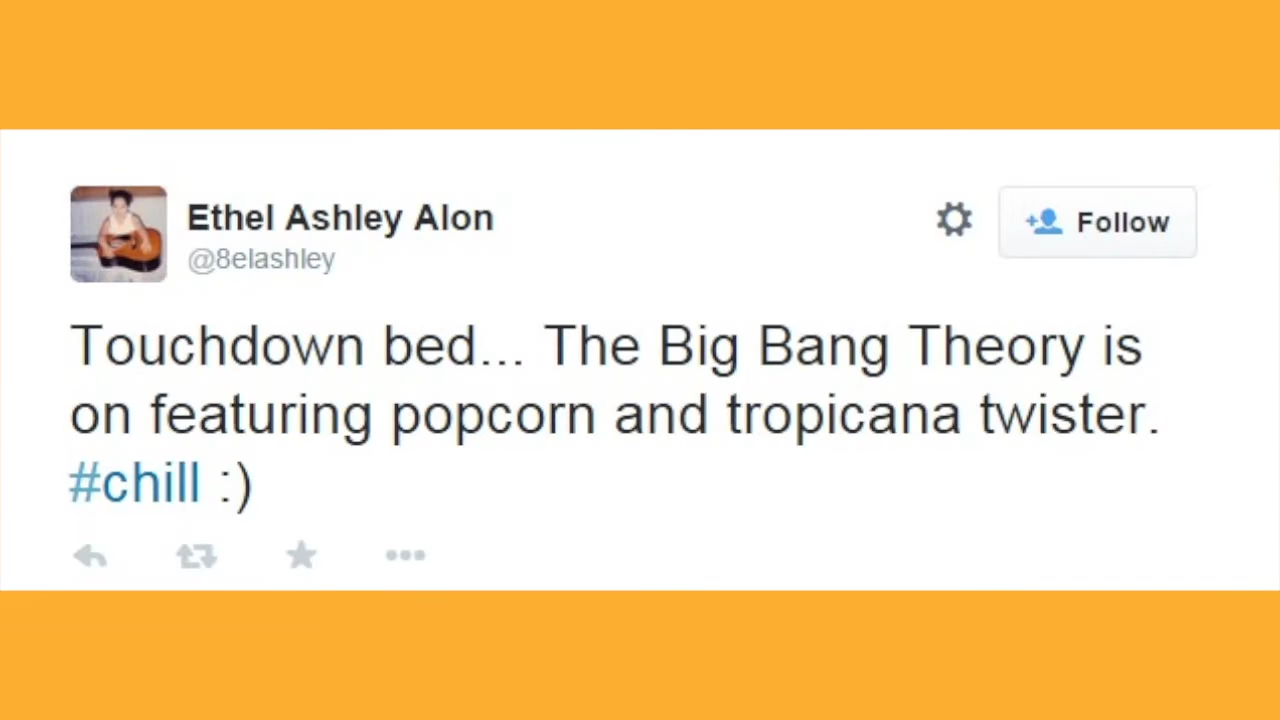 Ethel Ashley Alon
@8elashley
Follow
Touchdown bed... The Big Bang Theory is
on featuring popcorn and tropicana twister.
#chill :)